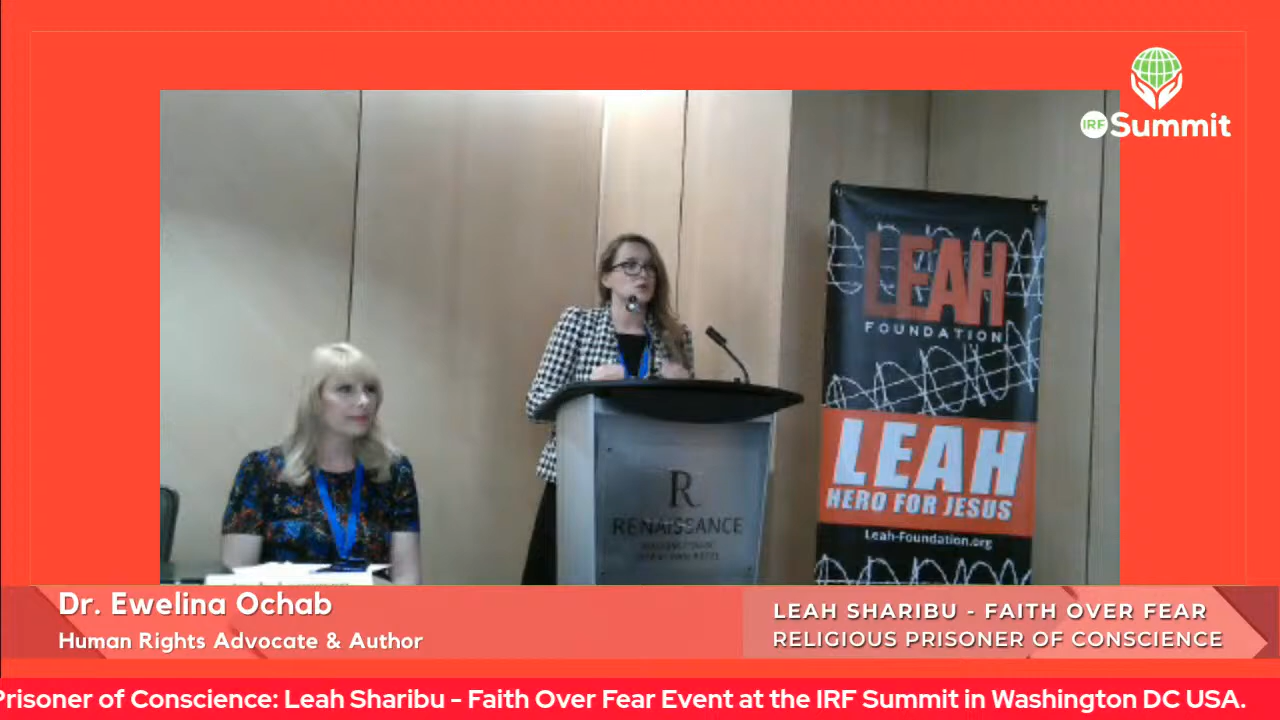 IRF Summit
LEAH
FOUNDATION
LEAH
HERO FOR JESUS
Leah-Foundation.org
R
RENAISSANCE
Dr. Ewelina Ochab
Human Rights Advocate & Author
LEAH SHARIBU - FAITH OVER FEAR
RELIGIOUS PRISONER OF CONSCIENCE
Prisoner of Conscience: Leah Sharibu - Faith Over Fear Event at the IRF Summit in Washington DC USA.